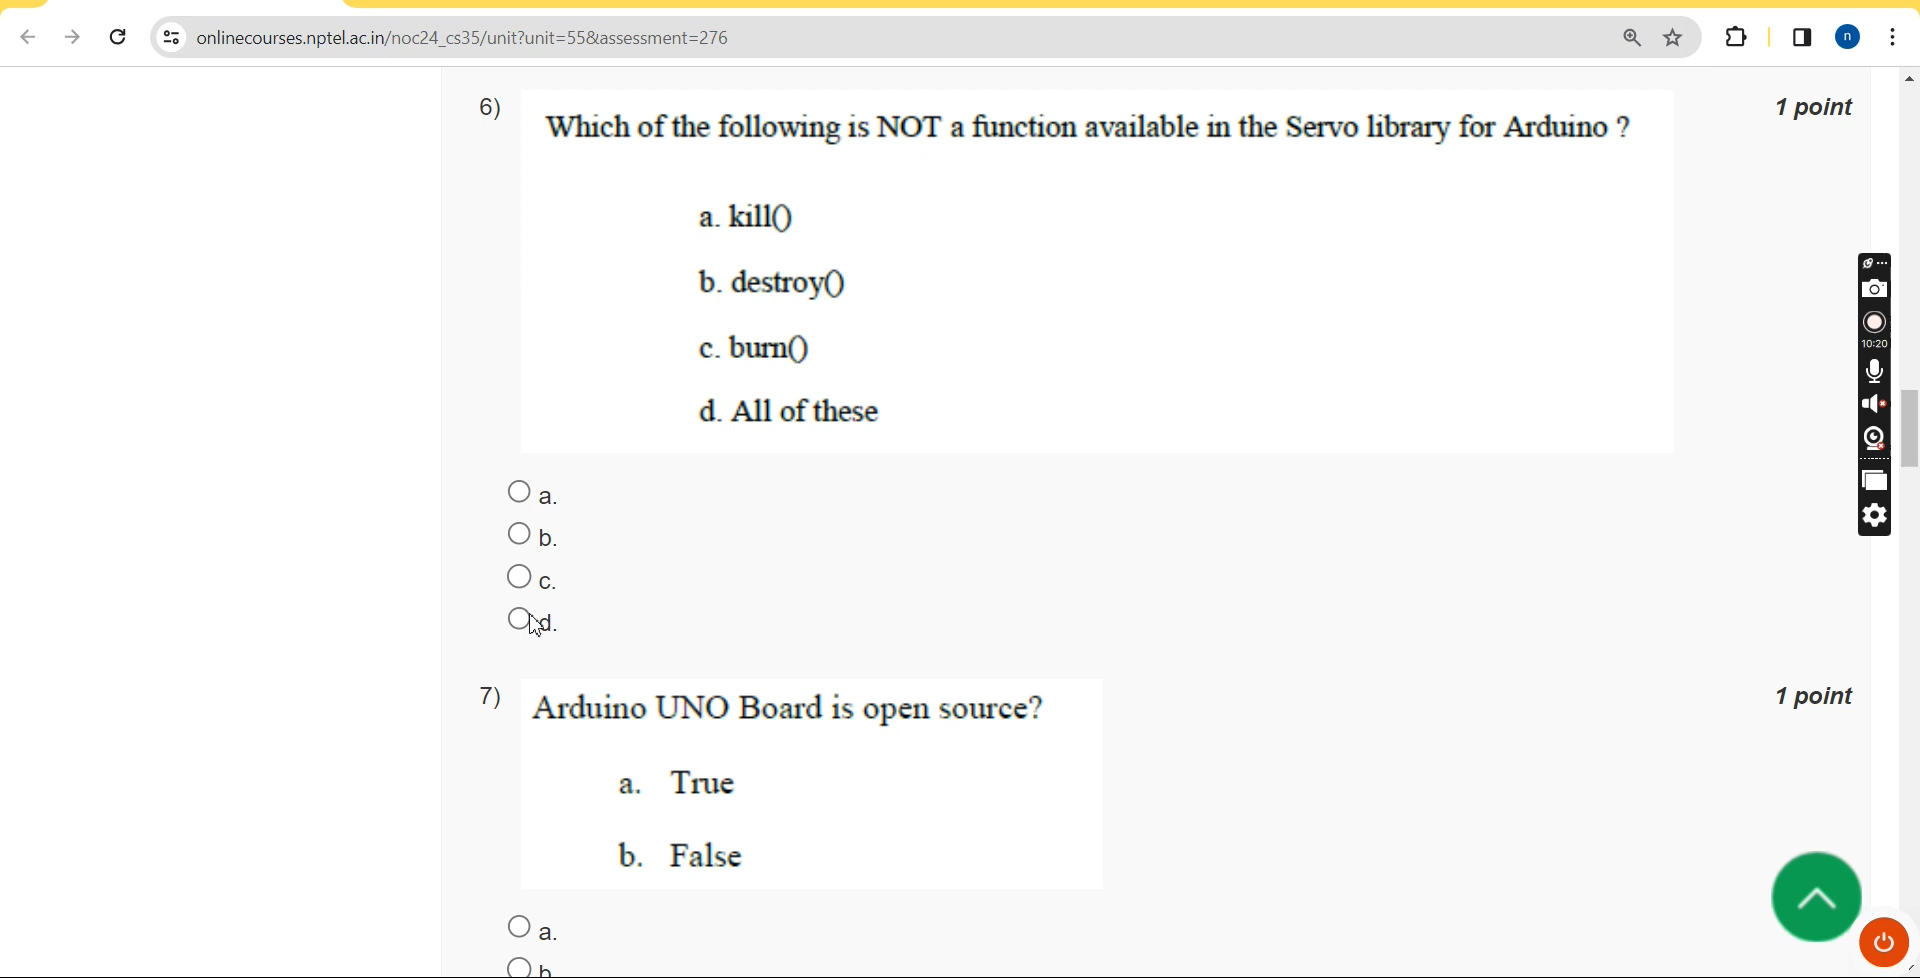 onlinecourses.nptel.ac.in/noc24_cs35/unit?unit=55&assessment=276
n
6)
Which of the following is NOT a function available in the Servo library for Arduino ?
1 point
a. kill()
b. destroy()
c. burn()
d. All of these
10:20
a.
b.
c.
d.
7)
Arduino UNO Board is open source?
1 point
a. True
b. False
a.
b